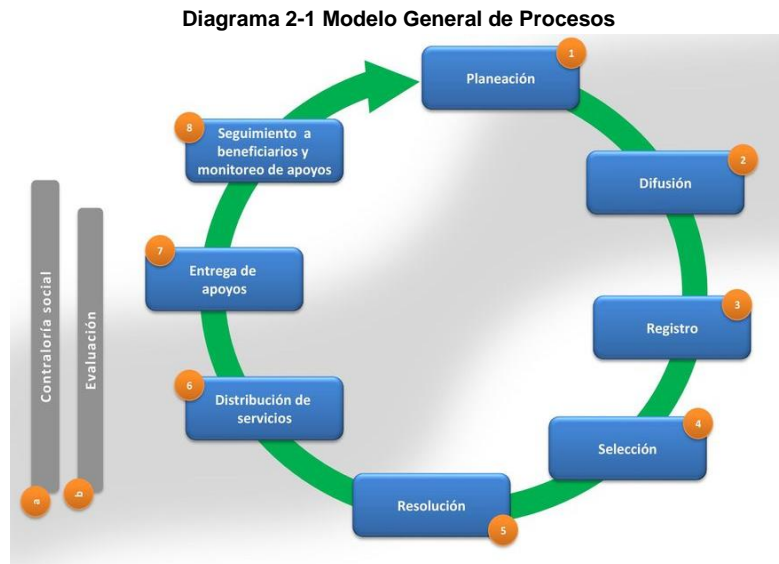 Diagrama 2-1 Modelo General de Procesos
1
Planeación
2
Difusión
3
Registro
4
Selección
5
Resolución
6
Distribución de
servicios
7
Entrega de
apoyos
8
Seguimiento a
beneficiarios y
monitoreo de apoyos
a
Contraloría social
b
Evaluación